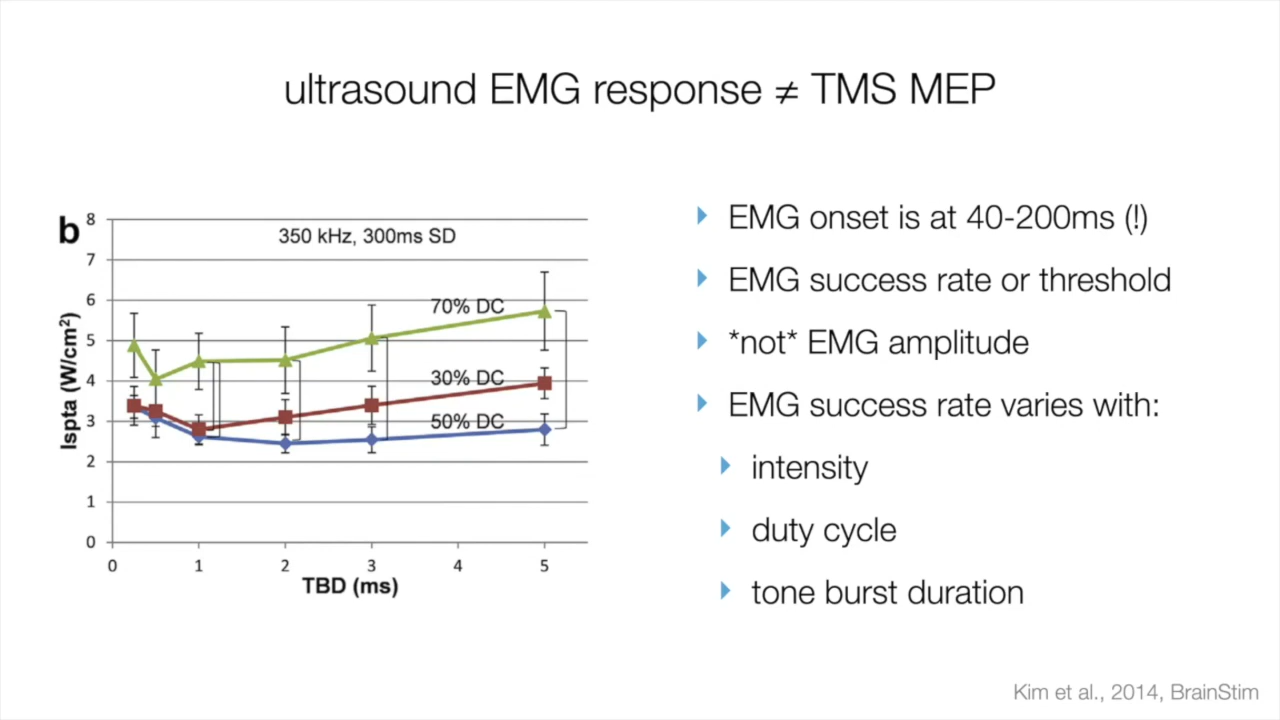 ultrasound EMG response ≠ TMS MEP
b
8
7
6
5
4
3
2
1
0
Ispta (W/cm²)
350 kHz, 300ms SD
70% DC
30% DC
50% DC
0 1 2 3 4 5
TBD (ms)
EMG onset is at 40-200ms (!)
EMG success rate or threshold
*not* EMG amplitude
EMG success rate varies with:
intensity
duty cycle
tone burst duration
Kim et al., 2014, BrainStim